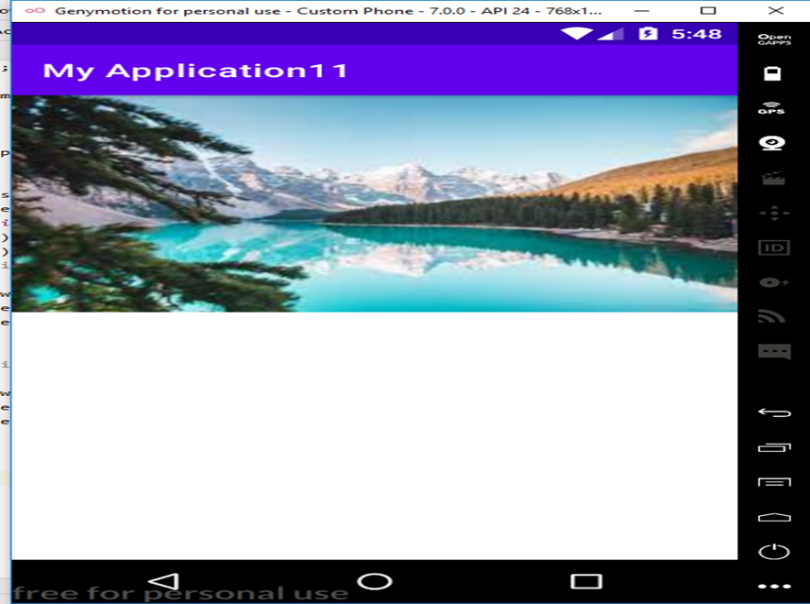 Genymotion for personal use - Custom Phone - 7.0.0 - API 24 - 768x1...
5:48
My Application11
Open
GAPPS
GPS
ID
free for personal use